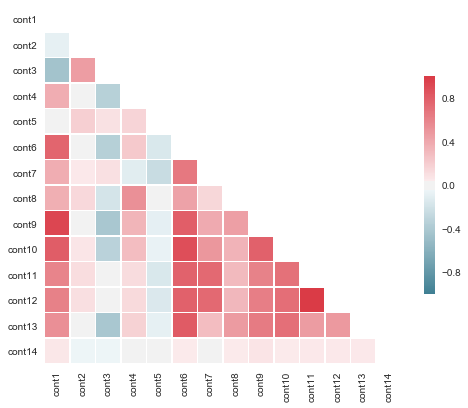 cont1
cont2
cont3
cont4
cont5
cont6
cont7
cont8
cont9
cont10
cont11
cont12
cont13
cont14
cont1
cont2
cont3
cont4
cont5
cont6
cont7
cont8
cont9
cont10
cont11
cont12
cont13
cont14
0.8
0.4
0.0
−0.4
−0.8